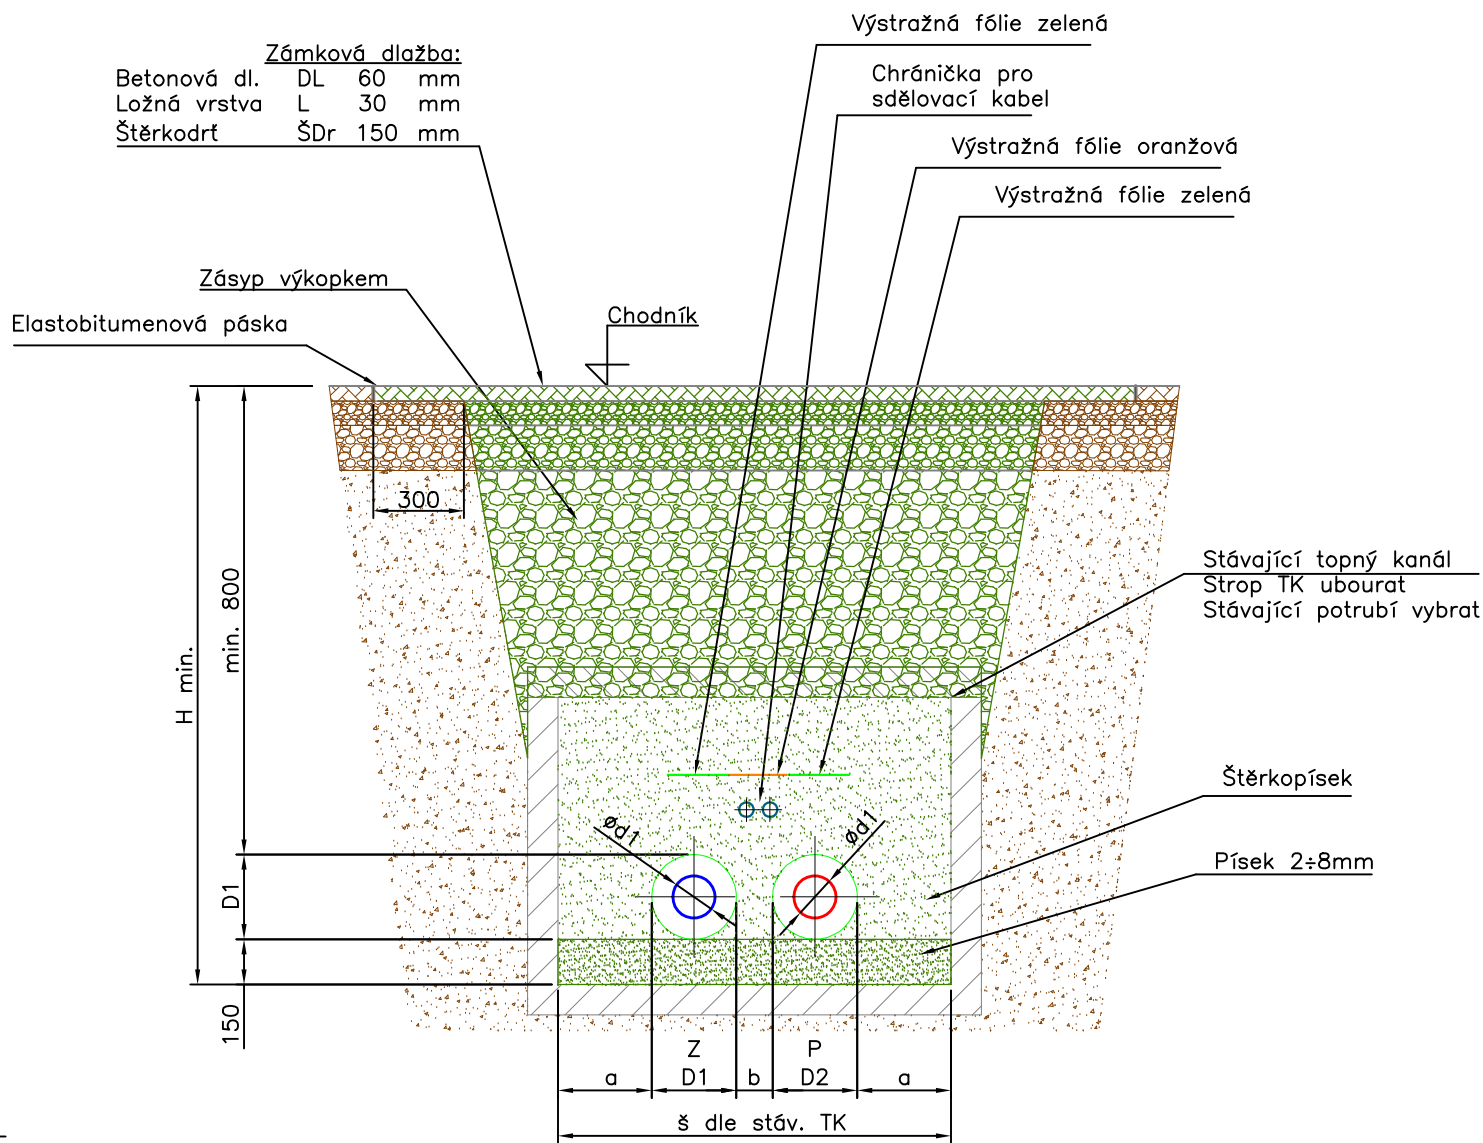 Výstražná fólie zelená
Zámková dlažba:
Betonová dl. DL 60 mm
Ložná vrstva L 30 mm
Štěrkodrť ŠDr 150 mm
Chránička pro
sdělovací kabel
Výstražná fólie oranžová
Výstražná fólie zelená
Zásyp výkopkem
Elastobitumenová páska
Chodník
300
min. 800
H min.
Stávající topný kanál
Strop TK ubourat
Stávající potrubí vybrat
Štěrkopísek
ød1
ød1
Písek 2÷8mm
D1
150
Z
P
a
D1
b
D2
a
š dle stáv. TK